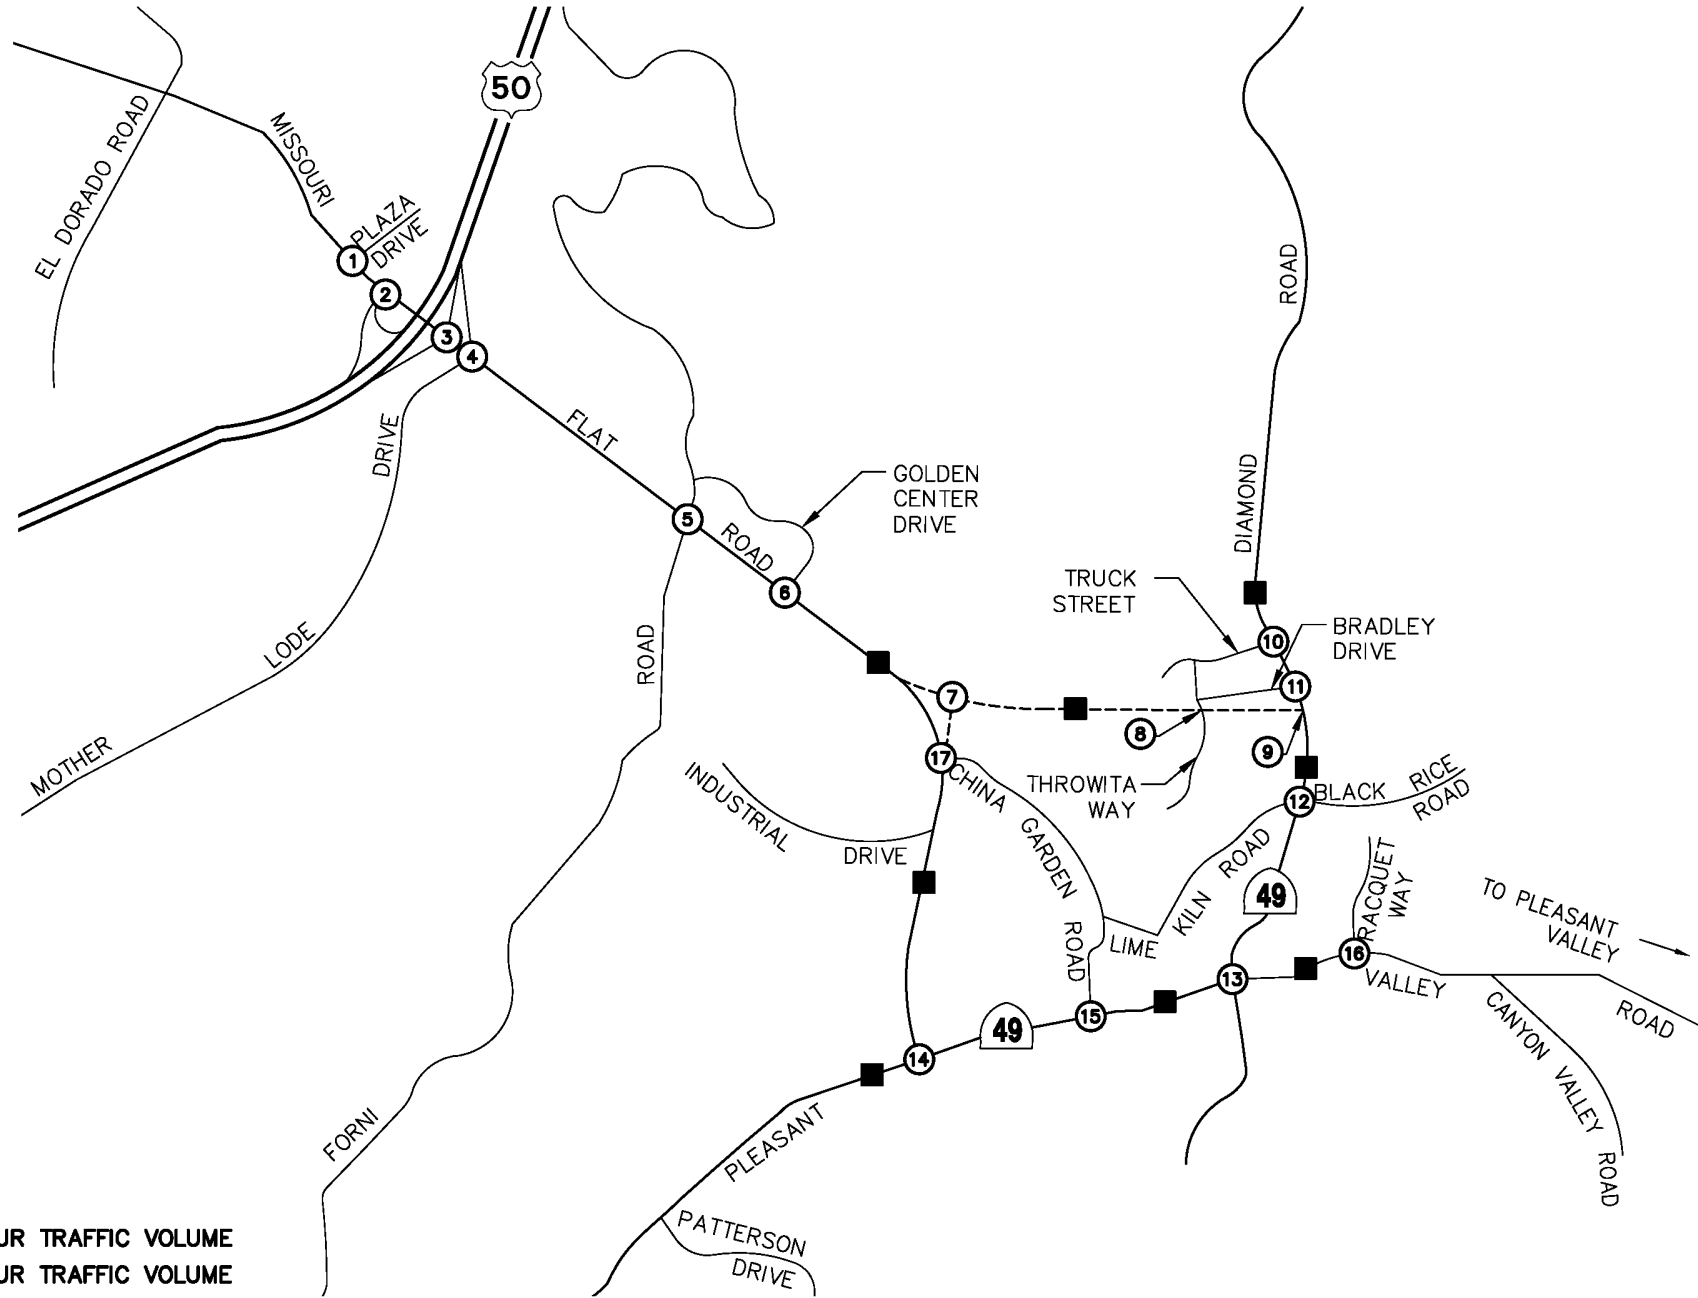 50
EL DORADO ROAD
MISSOURI
PLAZA
DRIVE
1
2
3
4
FLAT
DRIVE
LODE
MOTHER
5
ROAD
6
GOLDEN
CENTER
DRIVE
ROAD
FORNI
ROAD
DIAMOND
TRUCK
STREET
BRADLEY
DRIVE
10
11
7
8
9
THROWITA
WAY
17
CHINA
GARDEN
ROAD
INDUSTRIAL
DRIVE
12
BLACK
RICE
ROAD
LIME
KILN
ROAD
49
RACQUET
WAY
TO PLEASANT
VALLEY
13
16
VALLEY
ROAD
CANYON VALLEY ROAD
15
49
14
PLEASANT
PATTERSON
DRIVE
UR TRAFFIC VOLUME
UR TRAFFIC VOLUME